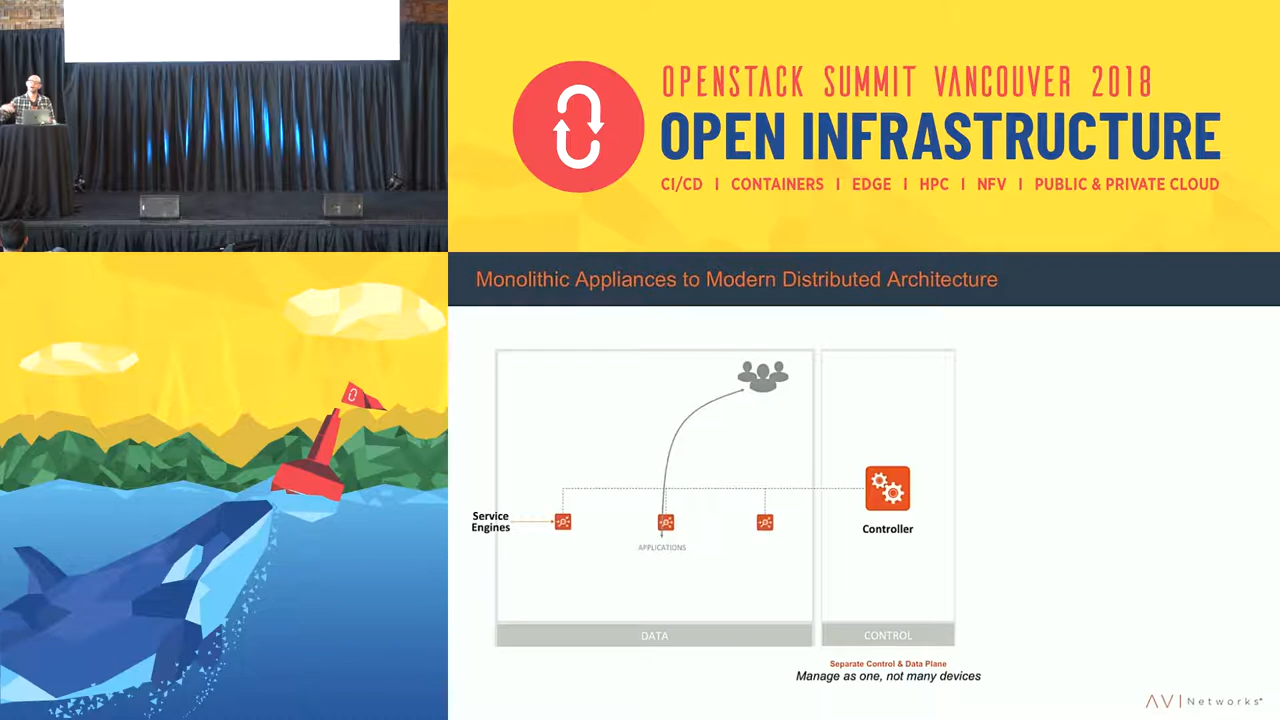 OPENSTACK SUMMIT VANCOUVER 2018
OPEN INFRASTRUCTURE
CI/CD | CONTAINERS | EDGE | HPC | NFV | PUBLIC & PRIVATE CLOUD
Monolithic Appliances to Modern Distributed Architecture
Service
Engines
APPLICATIONS
Controller
DATA
CONTROL
Separate Control & Data Plane
Manage as one, not many devices
AVI Networks